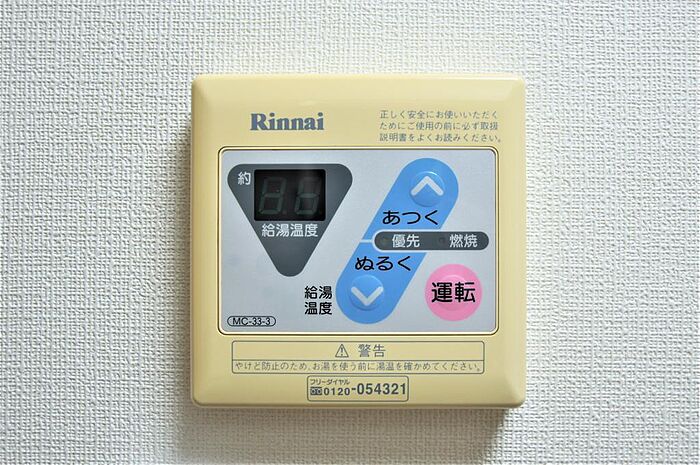 Rinnai
正しく安全にお使いいただく
ためにご使用の前に必ず取扱
説明書をよくお読みください。
約
給湯温度
あつく
優先 燃焼
ぬるく
給湯
温度
運転
MC-33-3
警告
やけど防止のため、お湯を使う前に湯温を確かめてください。
フリーダイヤル
0120-054321